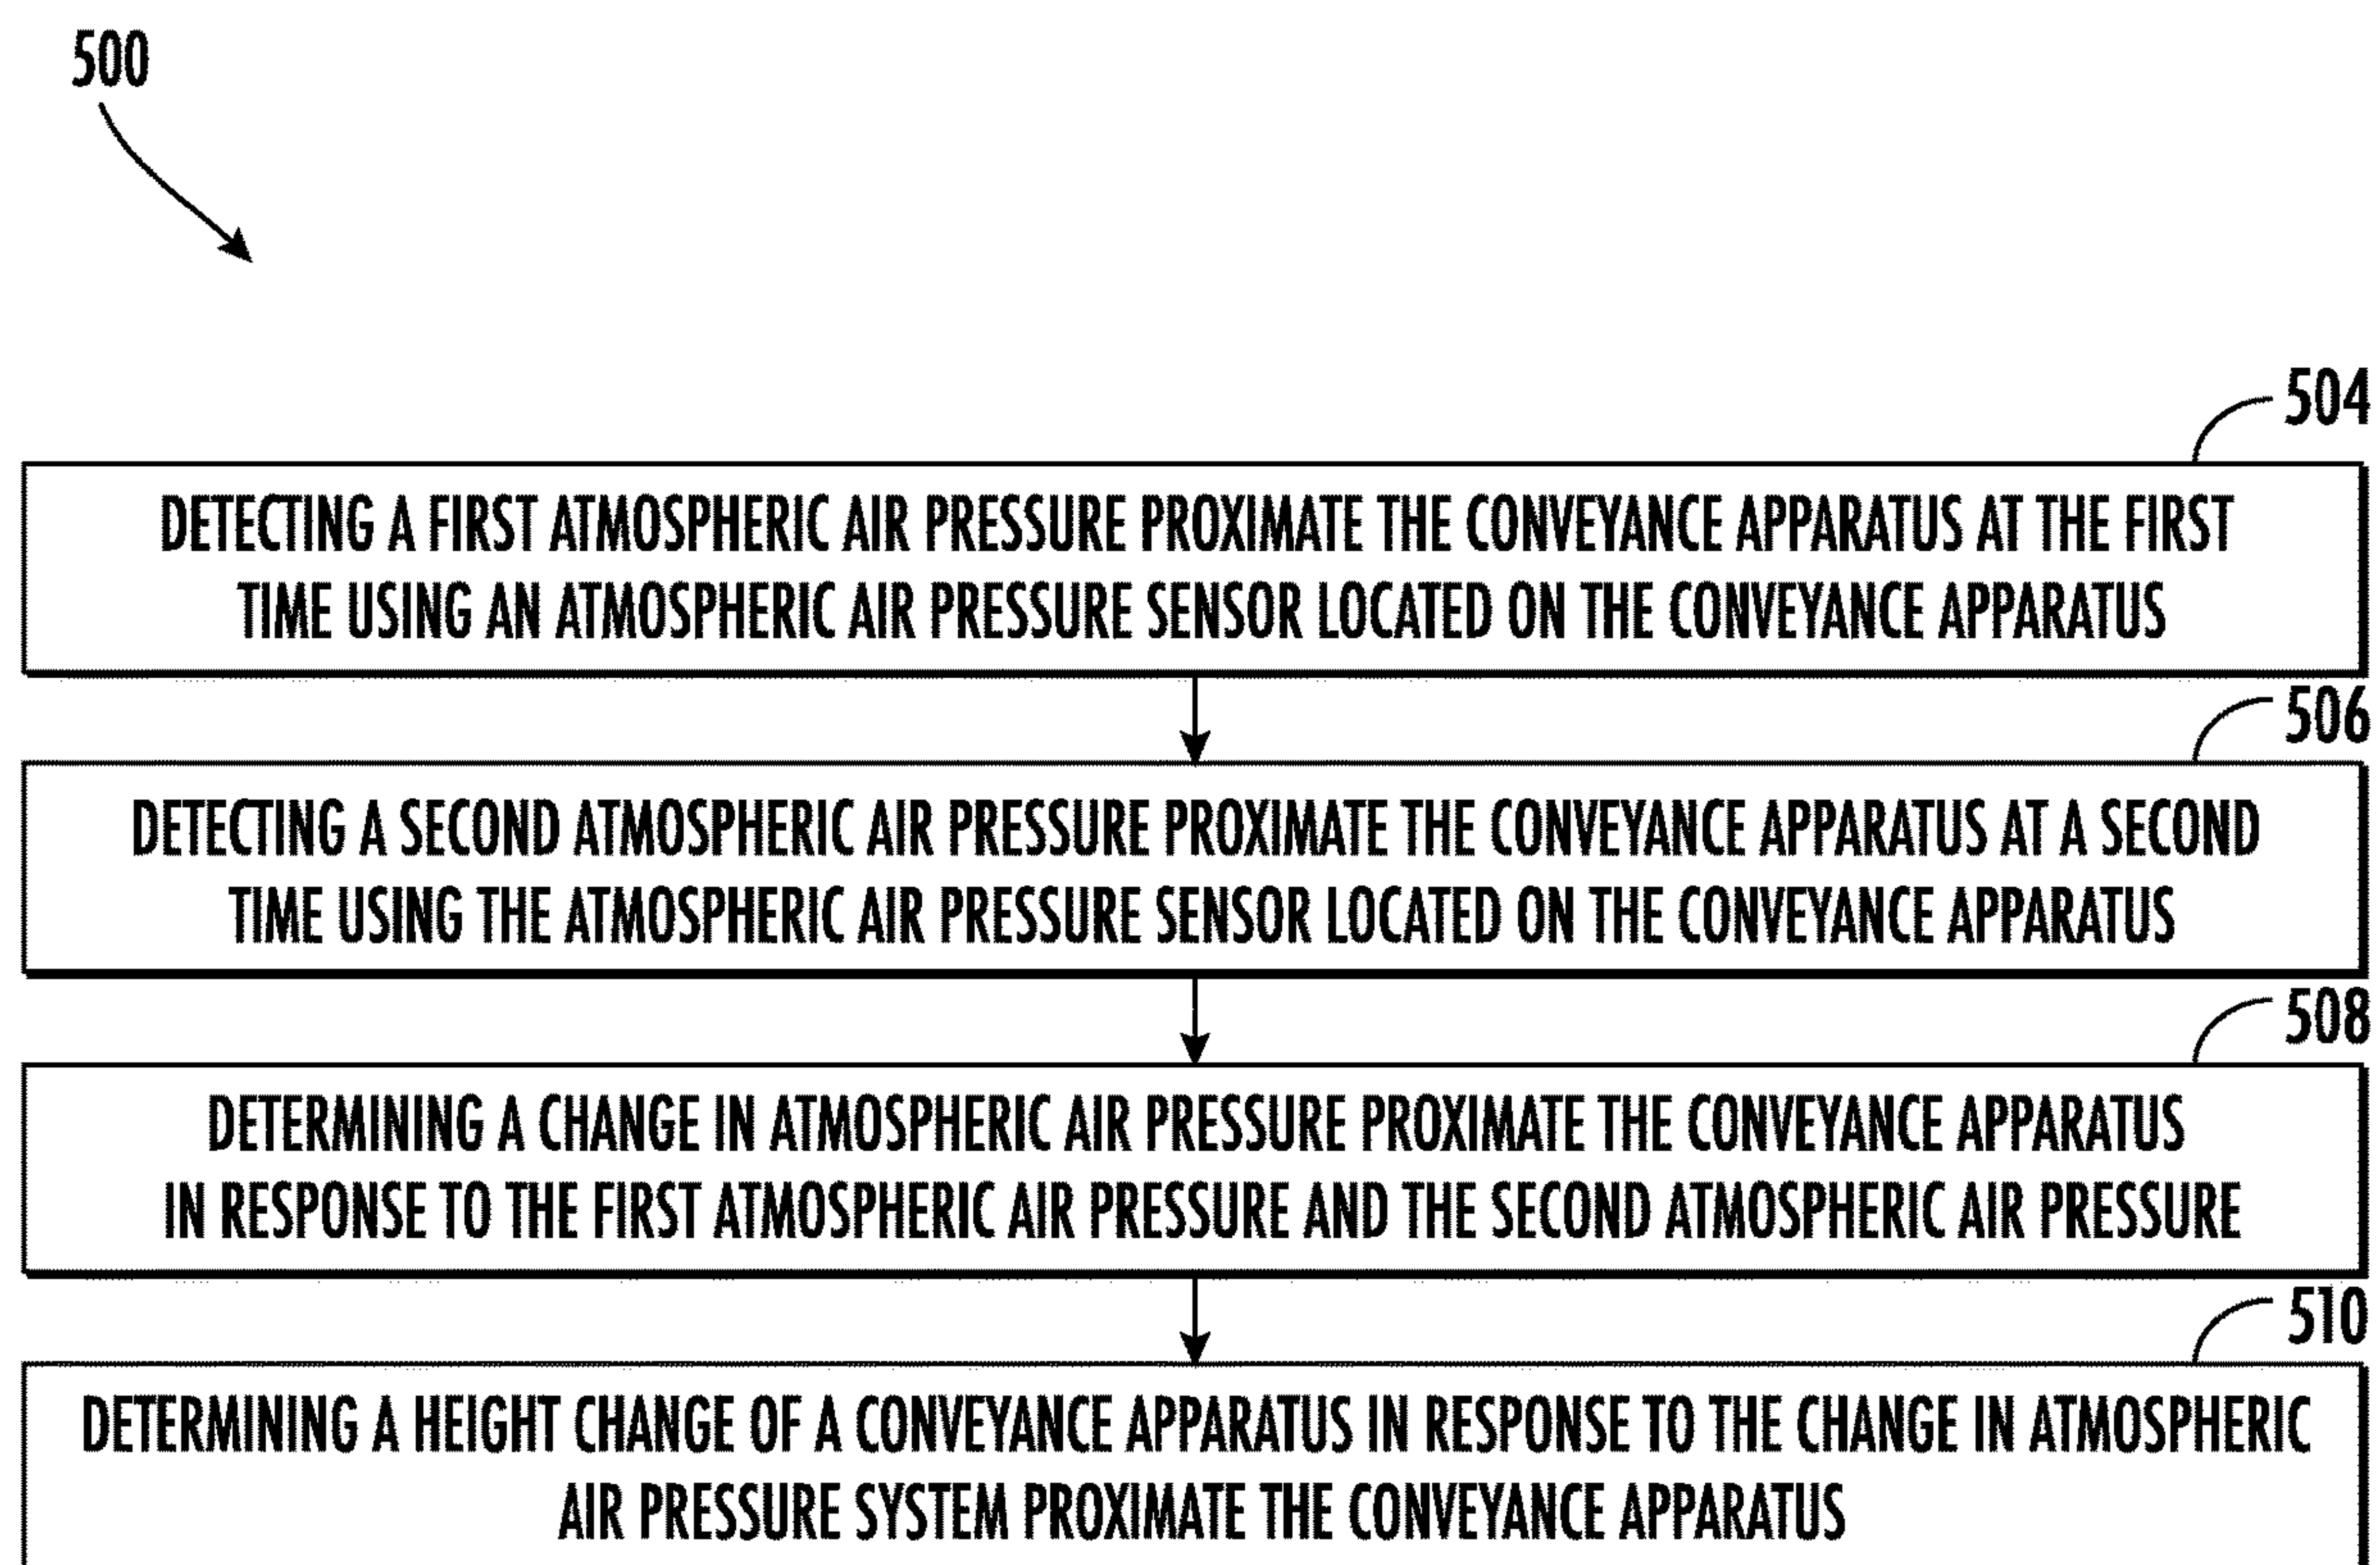 500
504
DETECTING A FIRST ATMOSPHERIC AIR PRESSURE PROXIMATE THE CONVEYANCE APPARATUS AT THE FIRST
TIME USING AN ATMOSPHERIC AIR PRESSURE SENSOR LOCATED ON THE CONVEYANCE APPARATUS
506
DETECTING A SECOND ATMOSPHERIC AIR PRESSURE PROXIMATE THE CONVEYANCE APPARATUS AT A SECOND
TIME USING THE ATMOSPHERIC AIR PRESSURE SENSOR LOCATED ON THE CONVEYANCE APPARATUS
508
DETERMINING A CHANGE IN ATMOSPHERIC AIR PRESSURE PROXIMATE THE CONVEYANCE APPARATUS
IN RESPONSE TO THE FIRST ATMOSPHERIC AIR PRESSURE AND THE SECOND ATMOSPHERIC AIR PRESSURE
510
DETERMINING A HEIGHT CHANGE OF A CONVEYANCE APPARATUS IN RESPONSE TO THE CHANGE IN ATMOSPHERIC
AIR PRESSURE SYSTEM PROXIMATE THE CONVEYANCE APPARATUS